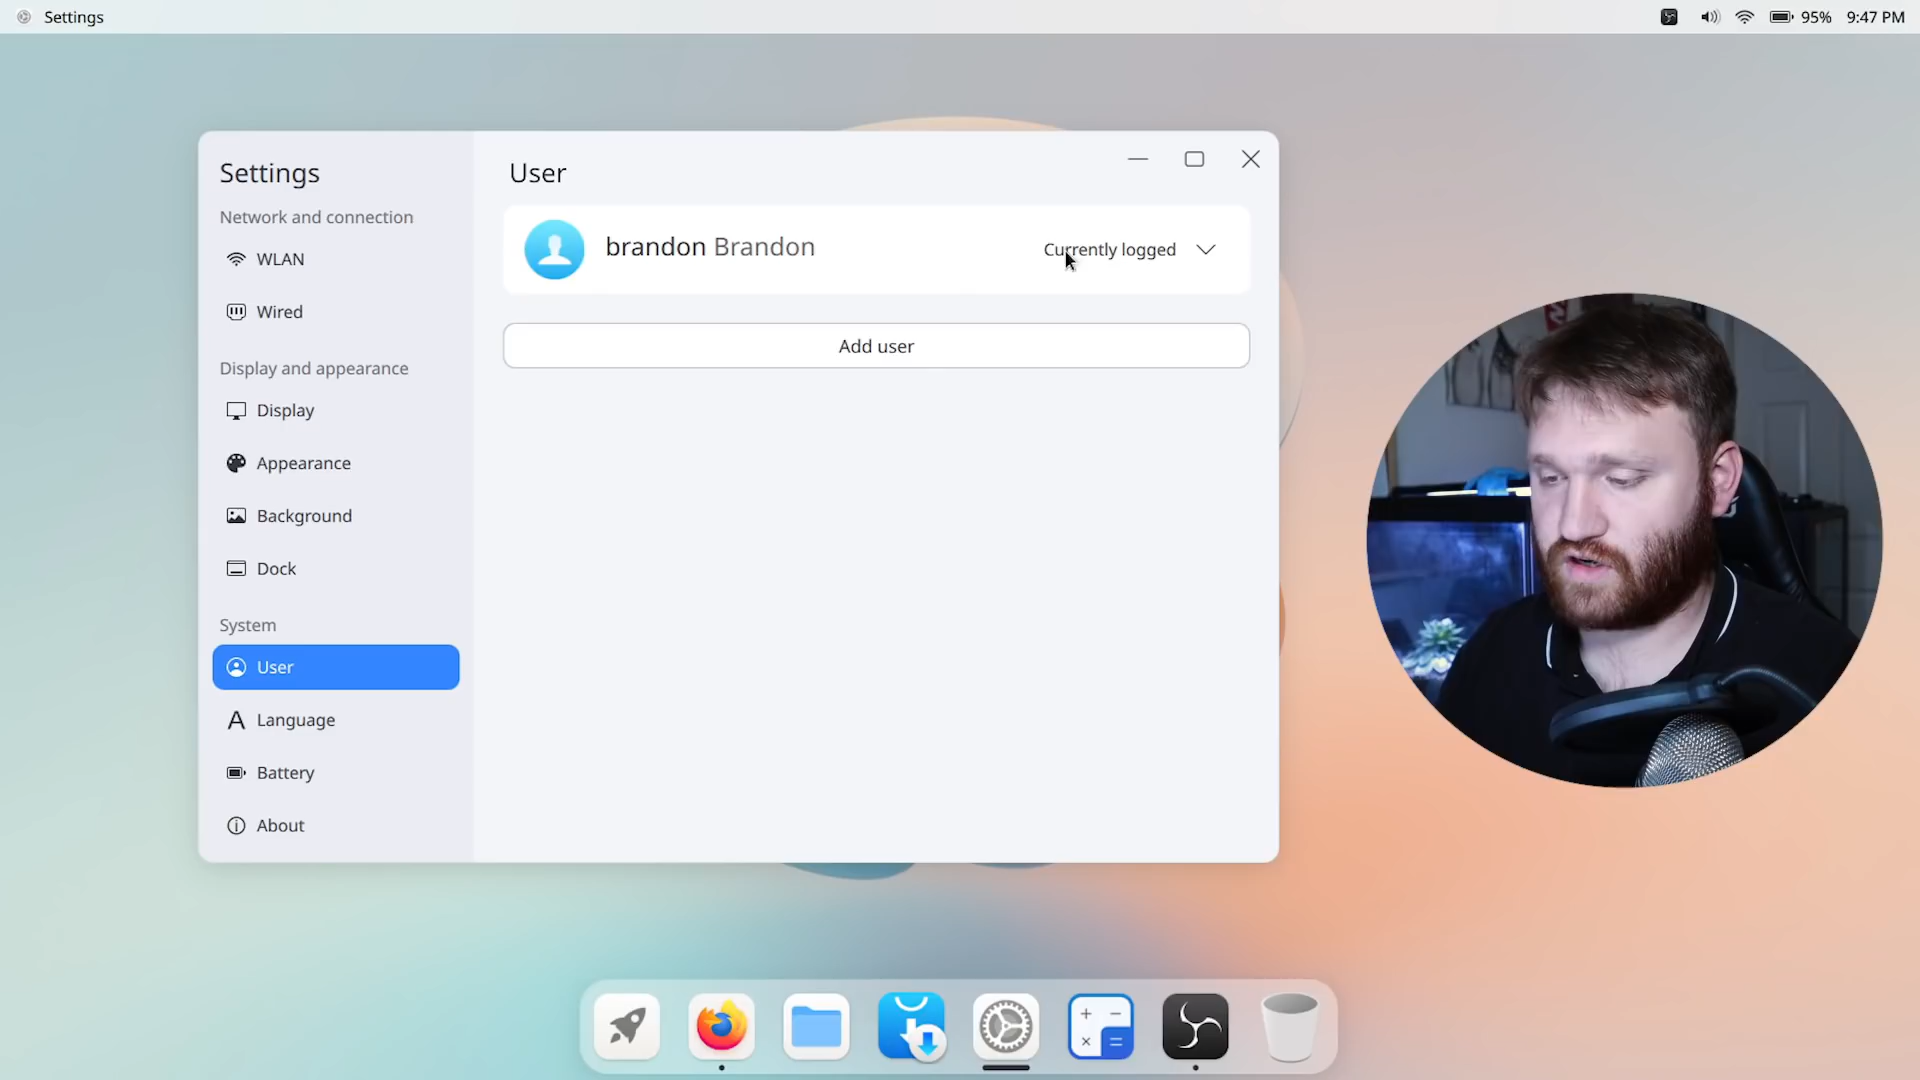 Settings
95% 9:47 PM
Settings
Network and connection
WLAN
Wired
Display and appearance
Display
Appearance
Background
Dock
System
User
Language
Battery
About
User
brandon Brandon
Currently logged
Add user